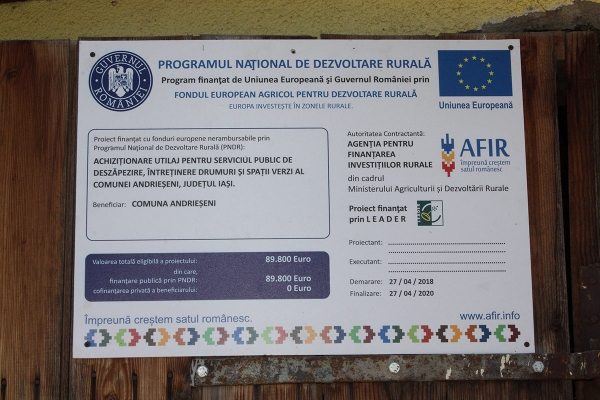 GUVERNUL ROMÂNIEI
PROGRAMUL NAȚIONAL DE DEZVOLTARE RURALĂ
Program finanțat de Uniunea Europeană și Guvernul României prin
FONDUL EUROPEAN AGRICOL PENTRU DEZVOLTARE RURALĂ
EUROPA INVESTEȘTE ÎN ZONELE RURALE.
Uniunea Europeană
Proiect finanțat cu fonduri europene nerambursabile prin
Programul Național de Dezvoltare Rurală (PNDR):
ACHIZIȚIONARE UTILAJ PENTRU SERVICIUL PUBLIC DE
DESZĂPEZIRE, ÎNTREȚINERE DRUMURI ȘI SPAȚII VERZI AL
COMUNEI ANDRIEȘENI, JUDEȚUL IAȘI.
Beneficiar: COMUNA ANDRIEȘENI
Valoarea totală eligibilă a proiectului: 89.800 Euro
din care,
finanțare publică prin PNDR: 89.800 Euro
cofinanțarea privată a beneficiarului: 0 Euro
Autoritatea Contractantă:
AGENȚIA PENTRU
FINANȚAREA
INVESTIȚIILOR RURALE
AFIR
Împreună creștem
satul românesc
din cadrul
Ministerului Agriculturii și Dezvoltării Rurale
Proiect finanțat
prin LEADER
Proiectant:
Executant:
Demarare: 27 / 04 / 2018
Finalizare: 27 / 04 / 2020
Împreună creștem satul românesc.
www.afir.info